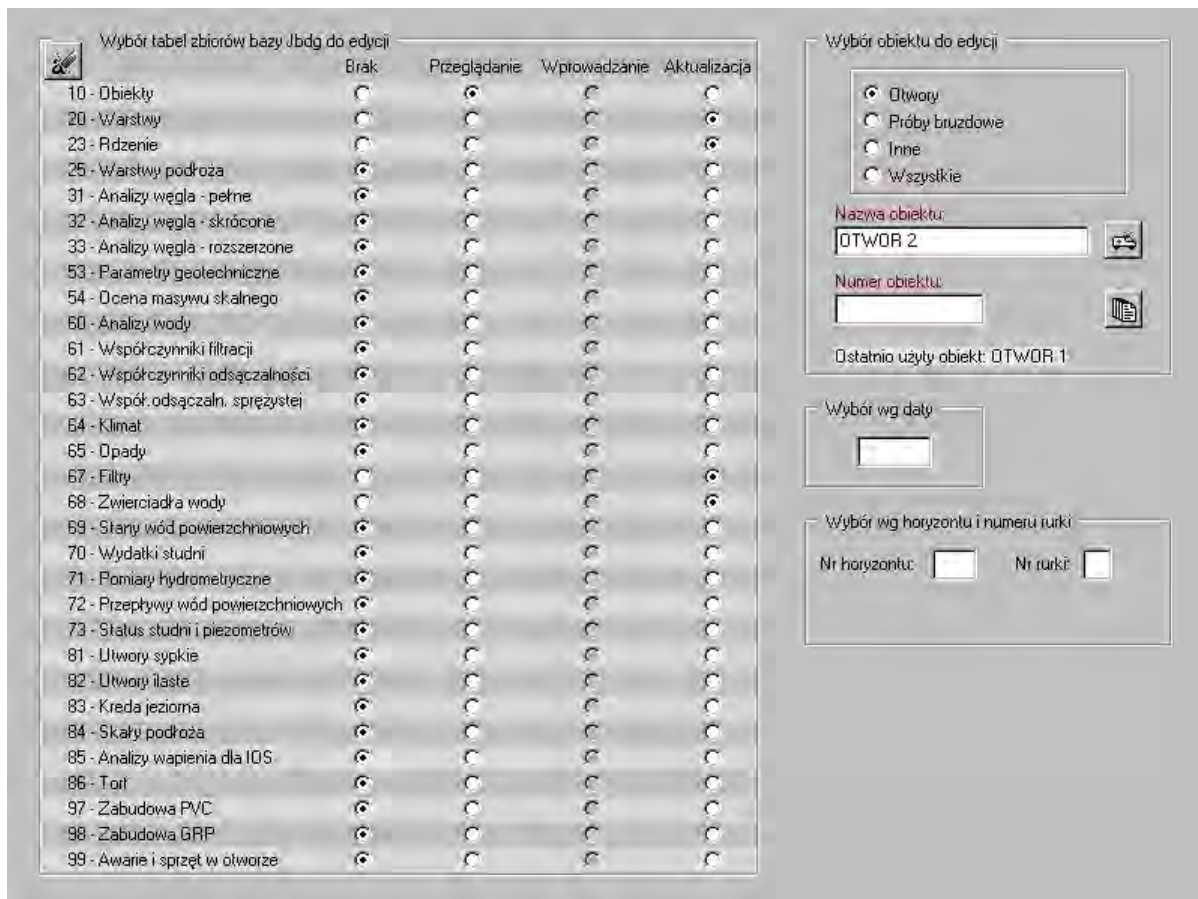 Wybór tabel zbiorów bazy Jbdg do edycji
Brak Przeglądanie Wprowadzanie Aktualizacja
10 - Obiekty
20 - Warstwy
23 - Rdzenie
25 - Warstwy podłoża
31 - Analizy węgla - pełne
32 - Analizy węgla - skrócone
33 - Analizy węgla - rozszerzone
53 - Parametry geotechniczne
54 - Ocena masywu skalnego
60 - Analizy wody
61 - Współczynniki filtracji
62 - Współczynniki odsączalności
63 - Współ.odsączaln. sprężystej
64 - Klimat
65 - Opady
67 - Filtry
68 - Zwierciadła wody
69 - Stany wód powierzchniowych
70 - Wydatki studni
71 - Pomiary hydrometryczne
72 - Przepływy wód powierzchniowych
73 - Status studni i piezometrów
81 - Utwory sypkie
82 - Utwory ilaste
83 - Kreda jeziorna
84 - Skały podłoża
85 - Analizy wapienia dla IOS
86 - Torf
97 - Zabudowa PVC
98 - Zabudowa GRP
99 - Awarie i sprzęt w otworze
Wybór obiektu do edycji
Otwory
Próby bruzdowe
Inne
Wszystkie
Nazwa obiektu:
OTWOR 2
Numer obiektu:
Ostatnio użyty obiekt: OTWOR 1
Wybór wg daty
Wybór wg horyzontu i numeru rurki
Nr horyzontu: Nr rurki: